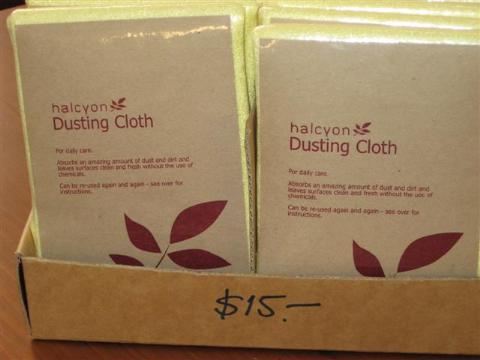 halcyon
Dusting Cloth
For daily care.
Absorbs an amazing amount of dust and dirt and
leaves surfaces clean and fresh without the use of
chemicals.
Can be re-used again and again - see over for
instructions.
halcyon
Dusting Cloth
For daily care.
Absorbs an amazing amount of dust and dirt and
leaves surfaces clean and fresh without the use of
chemicals.
Can be re-used again and again - see over for
instructions.
$15.—